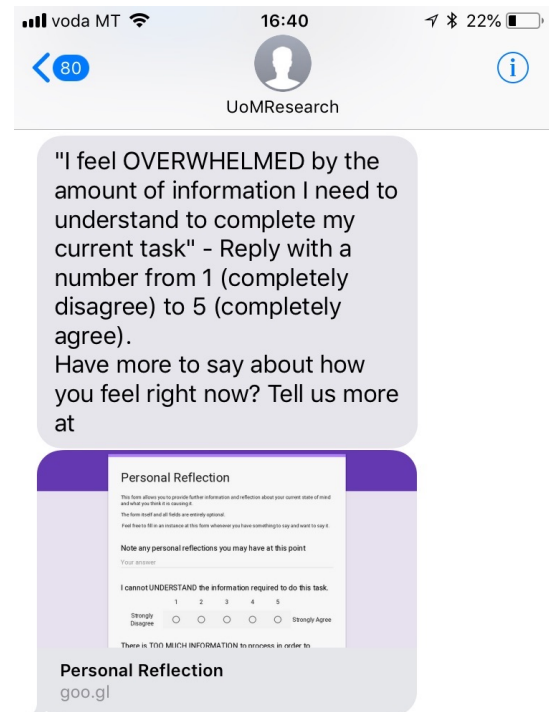 voda MT 16:40 22%
80
UoMResearch
"I feel OVERWHELMED by the
amount of information I need to
understand to complete my
current task" - Reply with a
number from 1 (completely
disagree) to 5 (completely
agree).
Have more to say about how
you feel right now? Tell us more
at
Personal Reflection
This form allows you to provide further information and reflection about your current state of mind
and what you think it is causing it.
The form itself and all fields are entirely optional.
Feel free to fill in an instance at this form whenever you have something to say and want to say it.
Note any personal reflections you may have at this point
Your answer
I cannot UNDERSTAND the information required to do this task.
1 2 3 4 5
Strongly
Disagree
Strongly Agree
There is TOO MUCH INFORMATION to process in order to
Personal Reflection
goo.gl